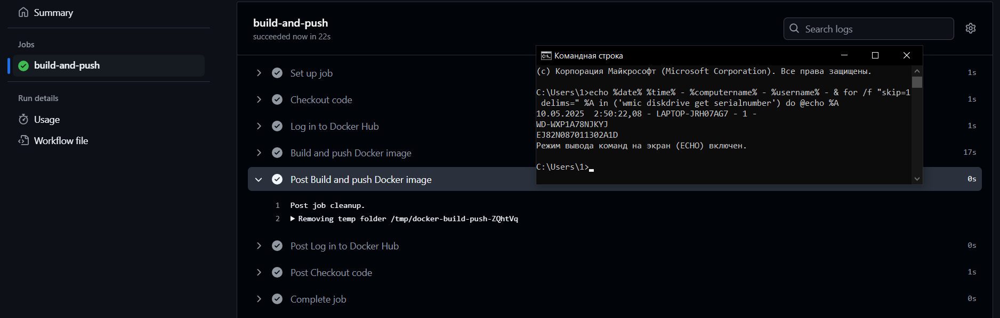 Summary
Jobs
build-and-push
Run details
Usage
Workflow file
build-and-push
succeeded now in 22s
Search logs
Set up job
1s
Checkout code
1s
Log in to Docker Hub
1s
Build and push Docker image
17s
Post Build and push Docker image
0s
1 Post job cleanup.
2 Removing temp folder /tmp/docker-build-push-ZQhtVq
Post Log in to Docker Hub
0s
Post Checkout code
1s
Complete job
0s
Командная строка
(c) Корпорация Майкрософт (Microsoft Corporation). Все права защищены.
C:\Users\1>echo %date% %time% - %computername% - %username% - & for /f "skip=1
delims=" %A in ('wmic diskdrive get serialnumber') do @echo %A
10.05.2025  2:50:22,08 - LAPTOP-JRH07AG7 - 1 -
WD-WXP1A78NJKYJ
EJ82N087011302A1D
Режим вывода команд на экран (ECHO) включен.
C:\Users\1>